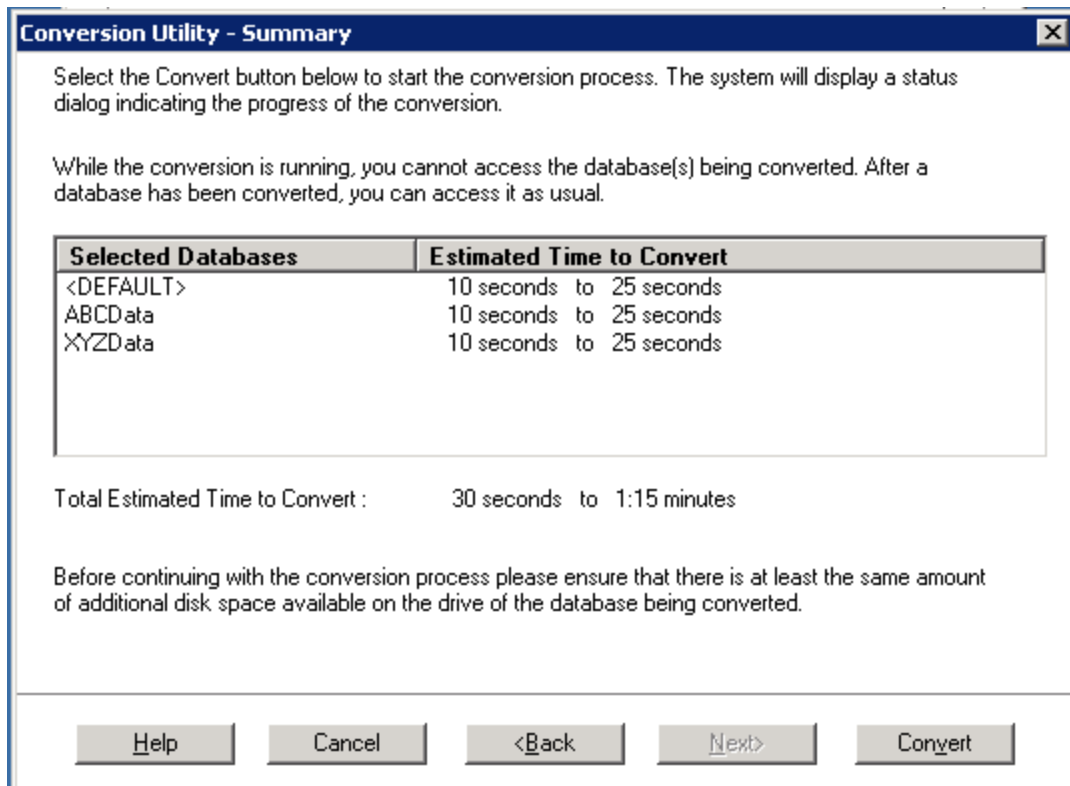 Conversion Utility - Summary
Select the Convert button below to start the conversion process. The system will display a status
dialog indicating the progress of the conversion.
While the conversion is running, you cannot access the database(s) being converted. After a
database has been converted, you can access it as usual.
Selected Databases Estimated Time to Convert
<DEFAULT> 10 seconds to 25 seconds
ABCData 10 seconds to 25 seconds
XYZData 10 seconds to 25 seconds
Total Estimated Time to Convert : 30 seconds to 1:15 minutes
Before continuing with the conversion process please ensure that there is at least the same amount
of additional disk space available on the drive of the database being converted.
Help Cancel <Back Next> Convert